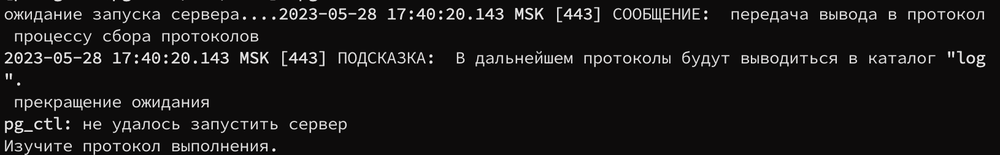 ожидание запуска сервера....2023-05-28 17:40:20.143 MSK [443] СООБЩЕНИЕ:  передача вывода в протокол
 процессу сбора протоколов
2023-05-28 17:40:20.143 MSK [443] ПОДСКАЗКА:  В дальнейшем протоколы будут выводиться в каталог "log
".
 прекращение ожидания
pg_ctl: не удалось запустить сервер
Изучите протокол выполнения.